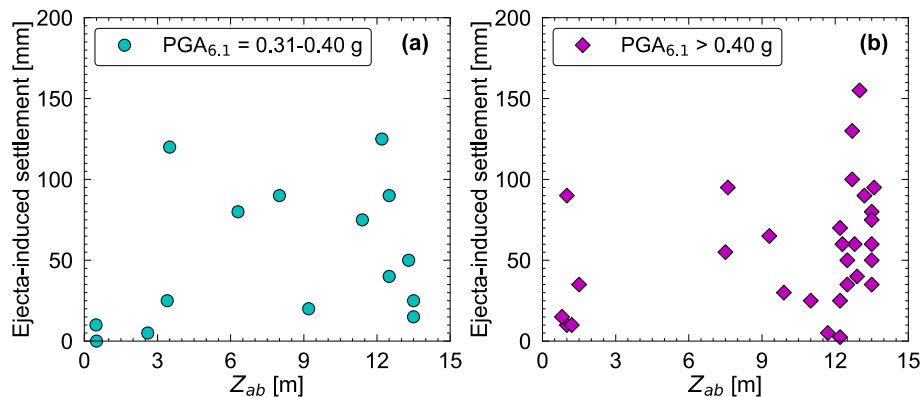 PGA6.1 = 0.31-0.40 g
(a)
Ejecta-induced settlement [mm]
200
150
100
50
0
0 3 6 9 12 15
Zab [m]
PGA6.1 > 0.40 g
(b)
Ejecta-induced settlement [mm]
200
150
100
50
0
0 3 6 9 12 15
Zab [m]